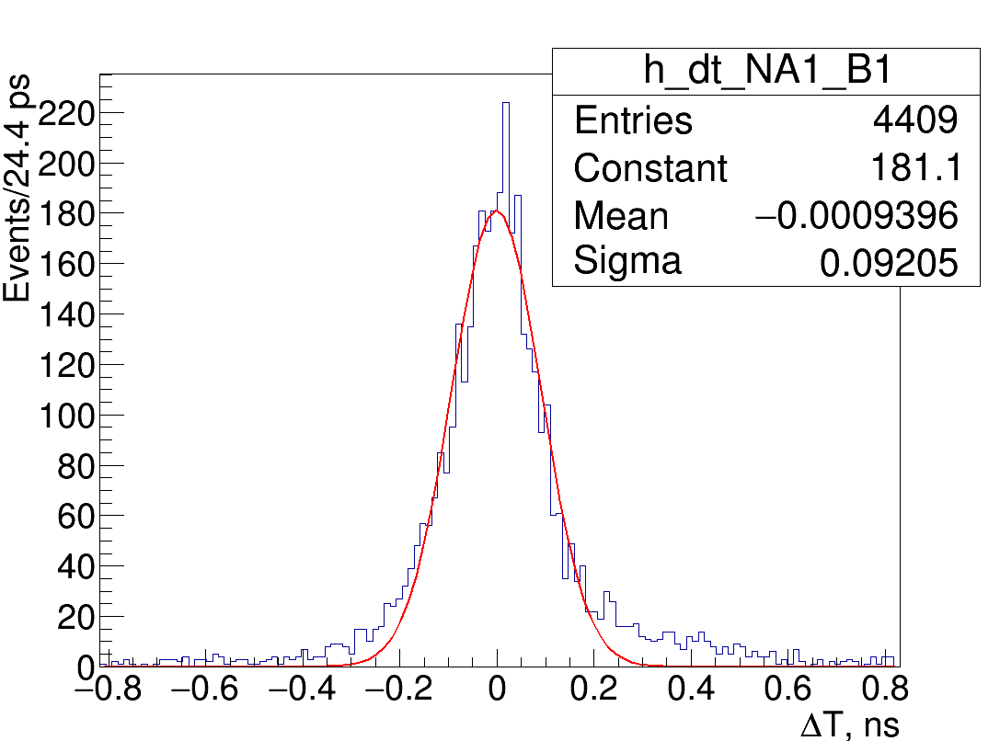 h_dt_NA1_B1
Entries 4409
Constant 181.1
Mean −0.0009396
Sigma 0.09205
Events/24.4 ps
220
200
180
160
140
120
100
80
60
40
20
0
−0.8 −0.6 −0.4 −0.2 0 0.2 0.4 0.6 0.8
ΔT, ns